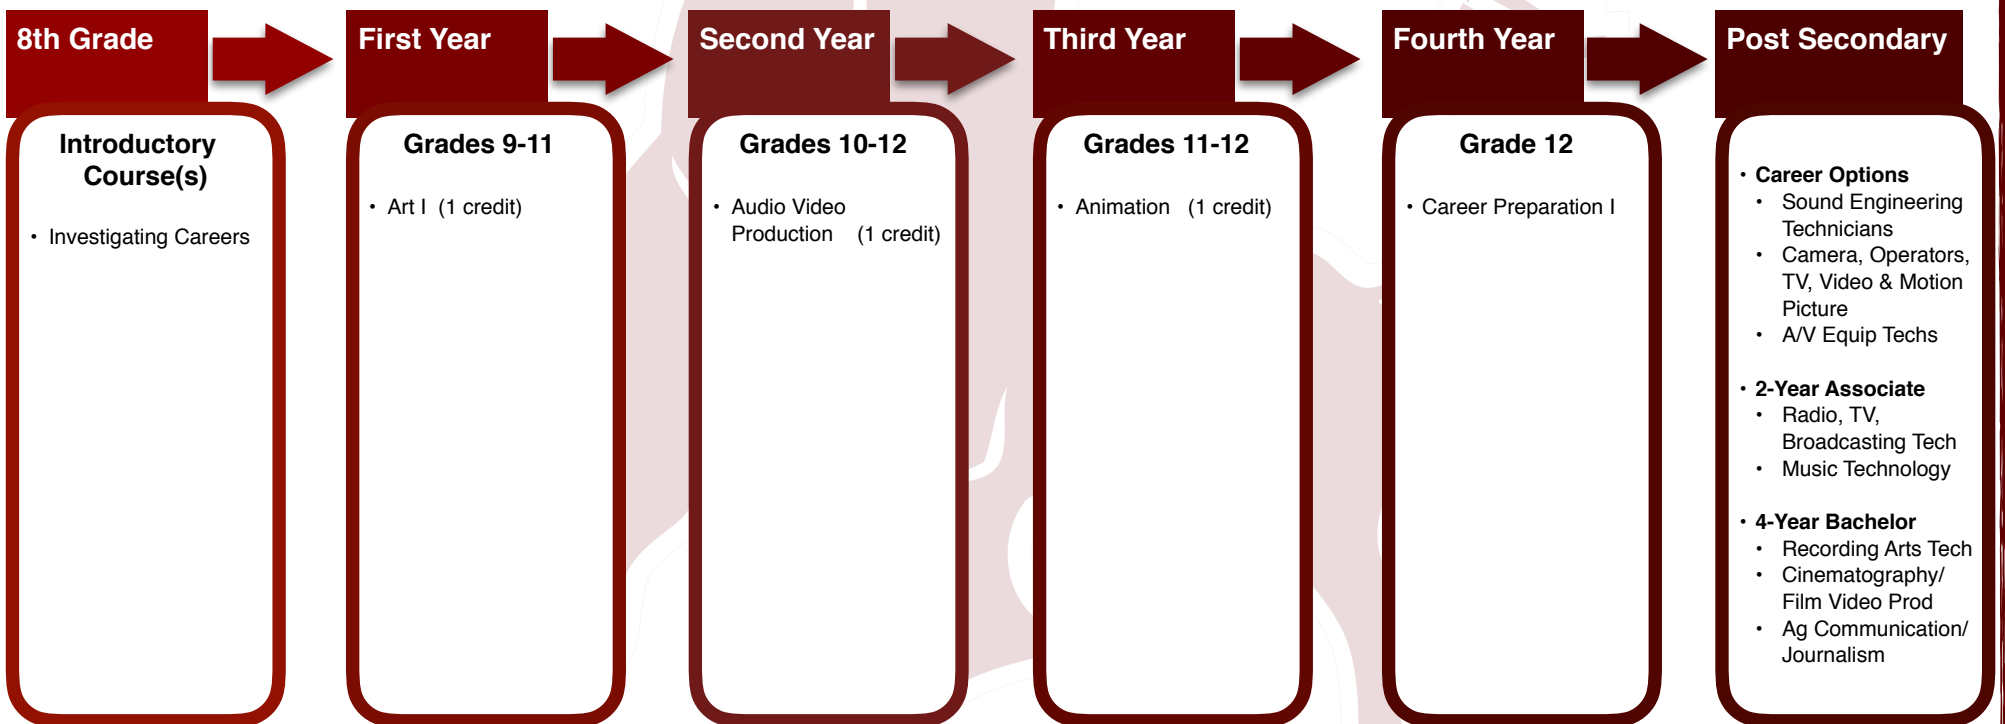 8th Grade
First Year
Second Year
Third Year
Fourth Year
Post Secondary
Introductory
Course(s)
• Investigating Careers
Grades 9-11
• Art I (1 credit)
Grades 10-12
• Audio Video
Production (1 credit)
Grades 11-12
• Animation (1 credit)
Grade 12
• Career Preparation I
• Career Options
• Sound Engineering
Technicians
• Camera, Operators,
TV, Video & Motion
Picture
• A/V Equip Techs
• 2-Year Associate
• Radio, TV,
Broadcasting Tech
• Music Technology
• 4-Year Bachelor
• Recording Arts Tech
• Cinematography/
Film Video Prod
• Ag Communication/
Journalism